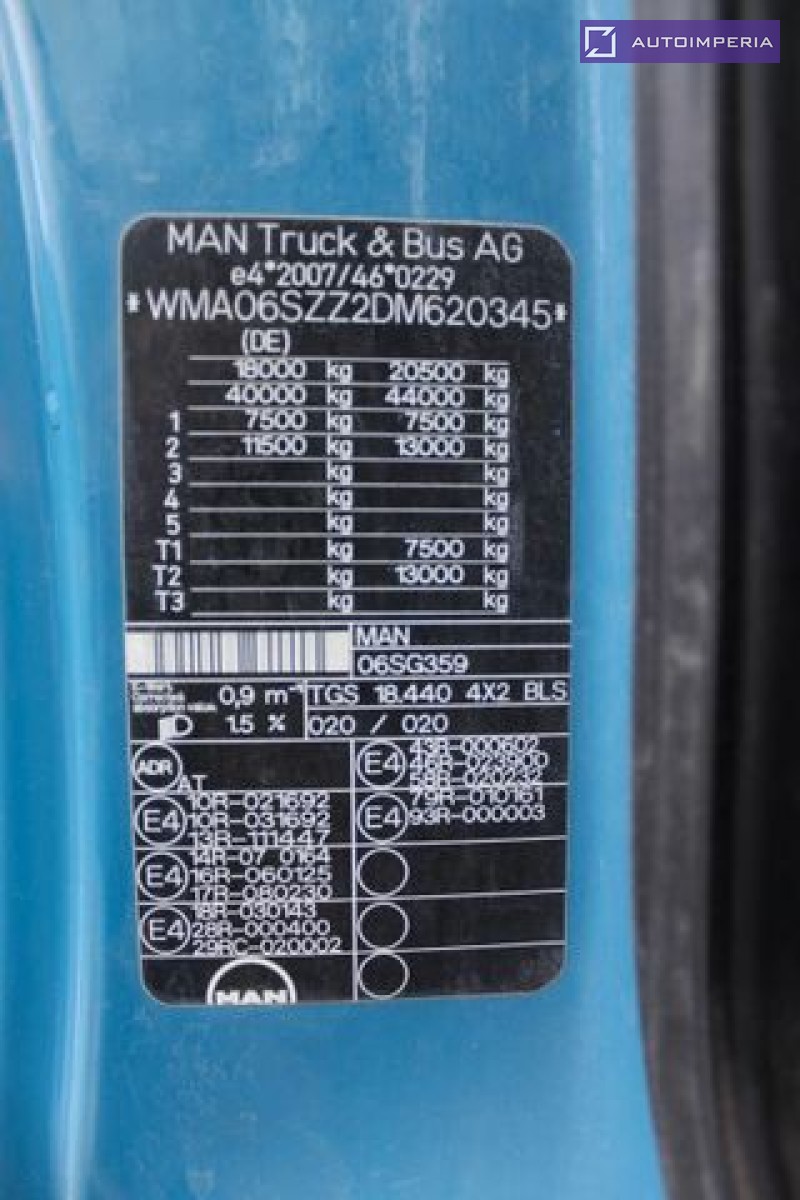 AUTOIMPERIA
MAN Truck & Bus AG
e4*2007/46*0229
*WMA06SZZ2DM620345*
(DE)
18000 kg 20500 kg
40000 kg 44000 kg
1 7500 kg 7500 kg
2 11500 kg 13000 kg
3 kg kg
4 kg kg
5 kg kg
T1 kg 7500 kg
T2 kg 13000 kg
T3 kg kg
MAN
06SG359
0,9 m⁻¹ TGS 18.440 4X2 BLS
1.5 % 020 / 020
ADR AT
E4 10R-021692
10R-031692
13R-111447
E4 14R-07 0164
16R-060125
17R-080230
E4 18R-030143
28R-000400
29RC-020002
E4 43R-000602
46R-023900
58R-020232
E4 79R-010161
93R-000003
MAN